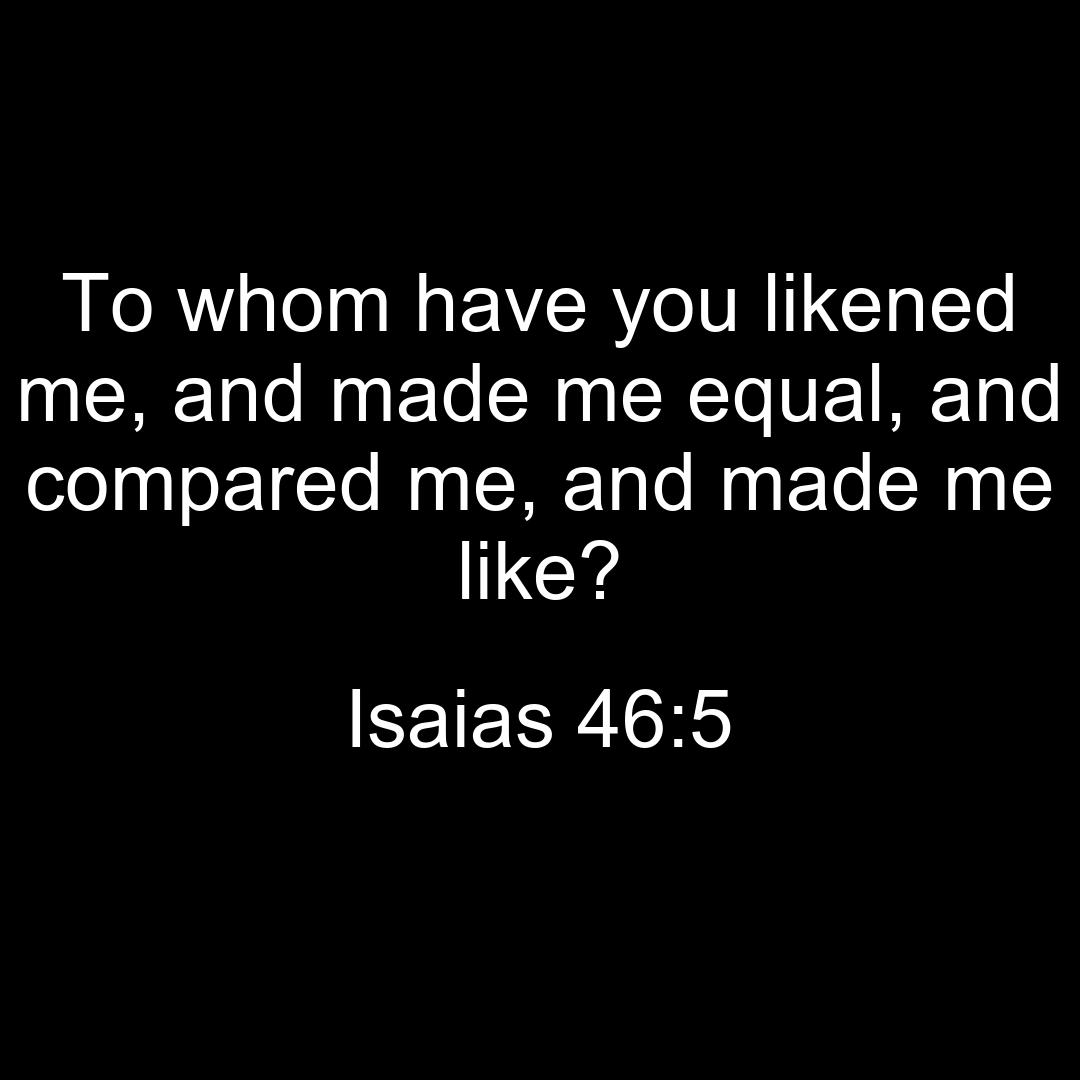 To whom have you likened
me, and made me equal, and
compared me, and made me
like?
Isaias 46:5